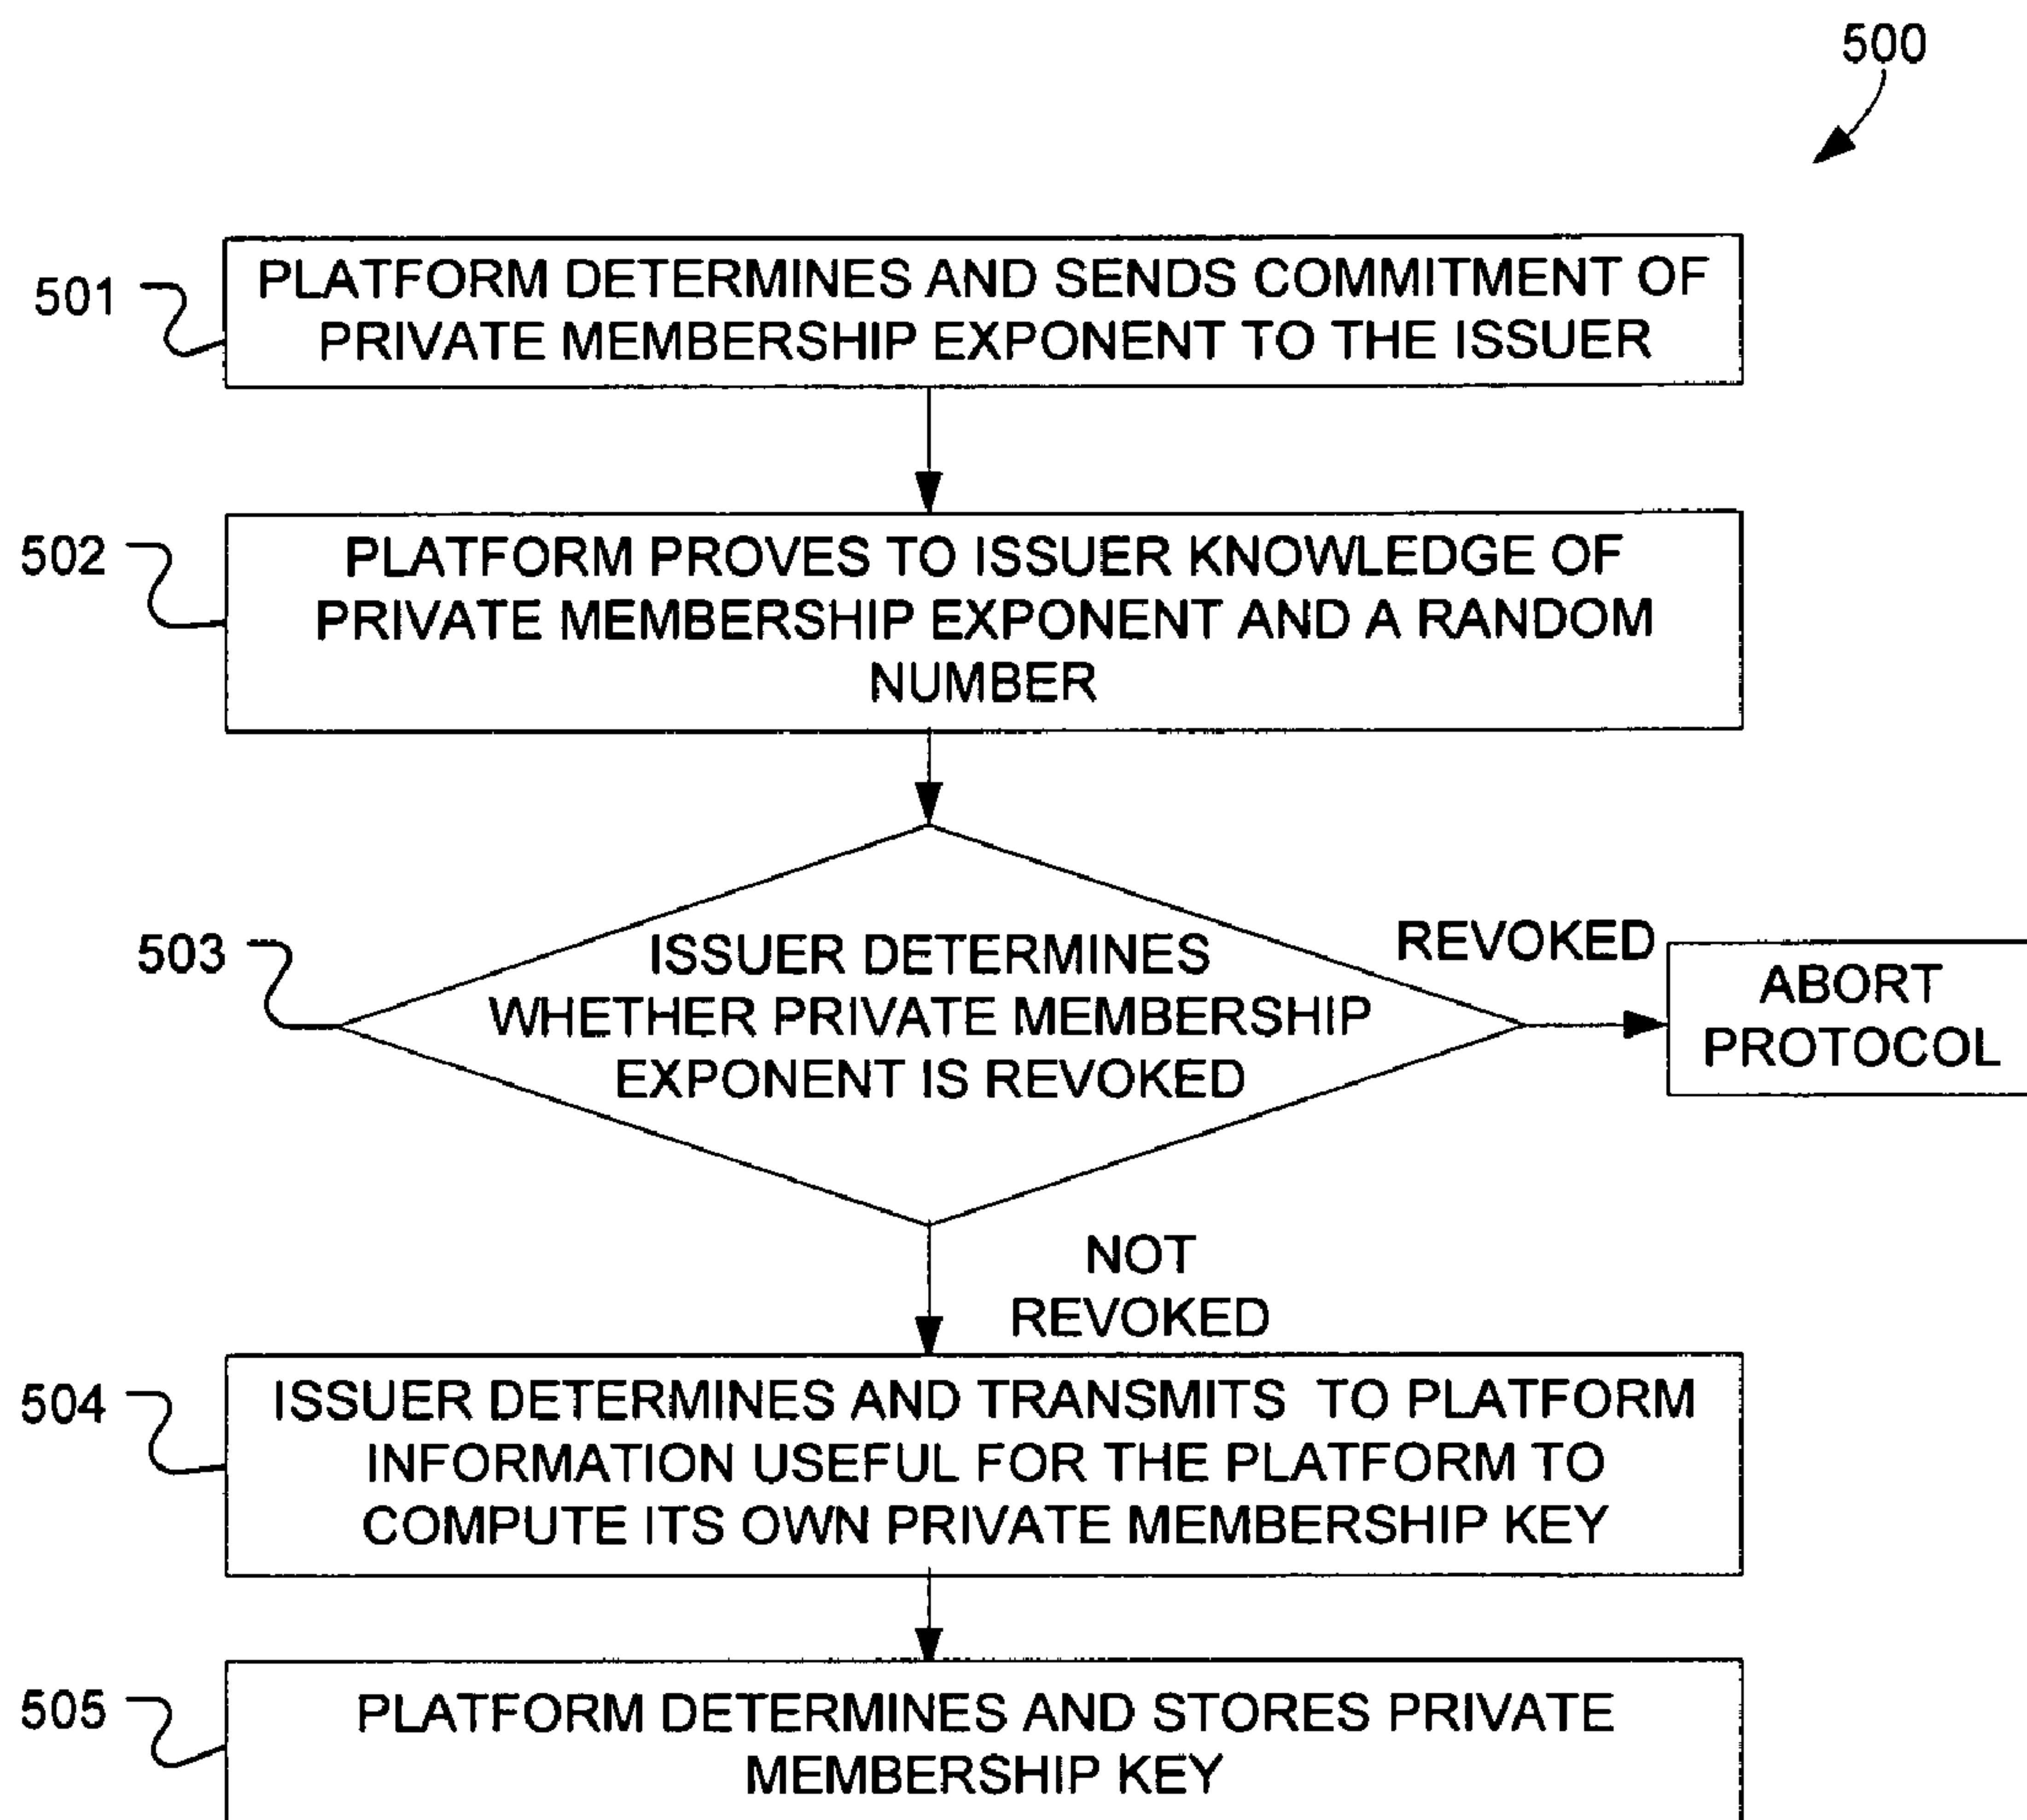 500
501
PLATFORM DETERMINES AND SENDS COMMITMENT OF
PRIVATE MEMBERSHIP EXPONENT TO THE ISSUER
502
PLATFORM PROVES TO ISSUER KNOWLEDGE OF
PRIVATE MEMBERSHIP EXPONENT AND A RANDOM
NUMBER
503
ISSUER DETERMINES
WHETHER PRIVATE MEMBERSHIP
EXPONENT IS REVOKED
REVOKED
ABORT
PROTOCOL
NOT
REVOKED
504
ISSUER DETERMINES AND TRANSMITS TO PLATFORM
INFORMATION USEFUL FOR THE PLATFORM TO
COMPUTE ITS OWN PRIVATE MEMBERSHIP KEY
505
PLATFORM DETERMINES AND STORES PRIVATE
MEMBERSHIP KEY